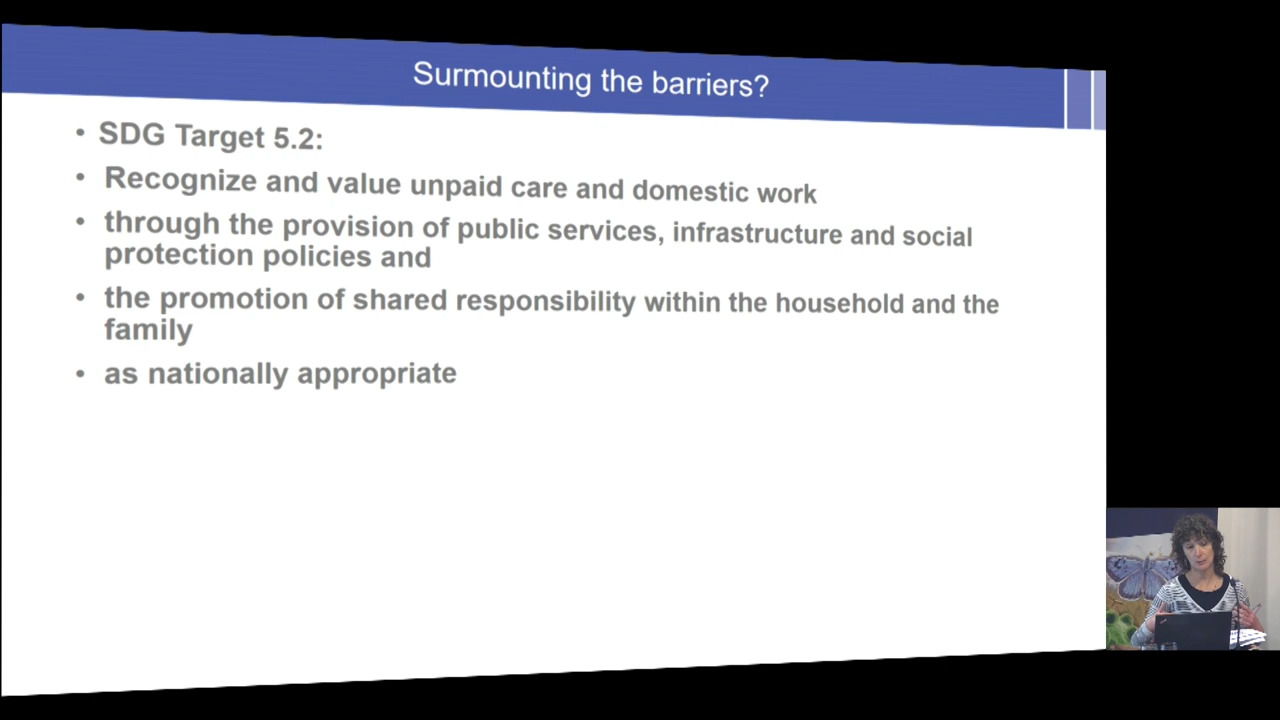 Surmounting the barriers?
• SDG Target 5.2:
• Recognize and value unpaid care and domestic work
• through the provision of public services, infrastructure and social
protection policies and
• the promotion of shared responsibility within the household and the
family
• as nationally appropriate